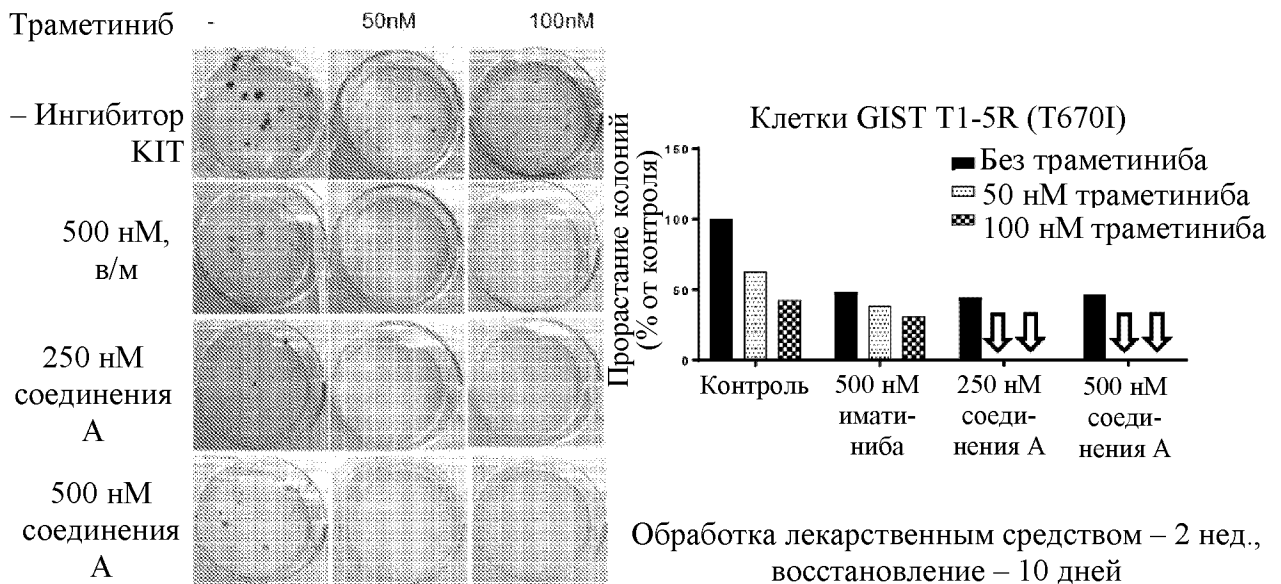 Траметиниб
-
50nM
100nM
– Ингибитор
KIT
500 нМ,
в/м
250 нМ
соединения
А
500 нМ
соединения
А
Прорастание колоний
(% от контроля)
Клетки GIST T1-5R (T670I)
150
100
50
0
Без траметиниба
50 нМ траметиниба
100 нМ траметиниба
Контроль
500 нМ
имати-
ниба
250 нМ
соеди-
нения А
500 нМ
соеди-
нения А
Обработка лекарственным средством – 2 нед.,
восстановление – 10 дней